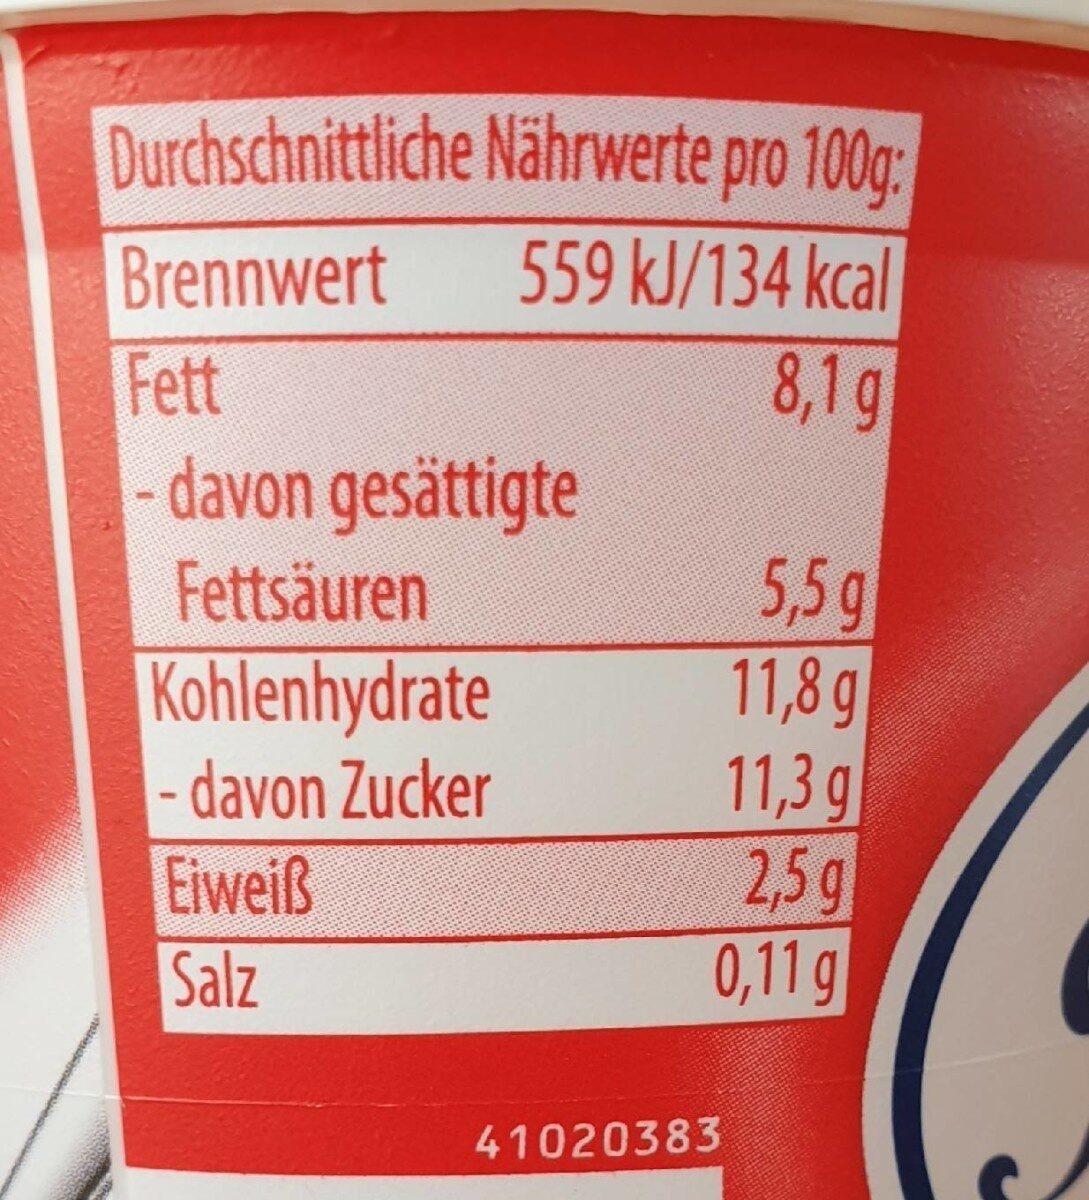 Durchschnittliche Nährwerte pro 100g:
Brennwert 559 kJ/134 kcal
Fett 8,1 g
- davon gesättigte
Fettsäuren 5,5 g
Kohlenhydrate 11,8 g
- davon Zucker 11,3 g
Eiweiß 2,5 g
Salz 0,11 g
41020383